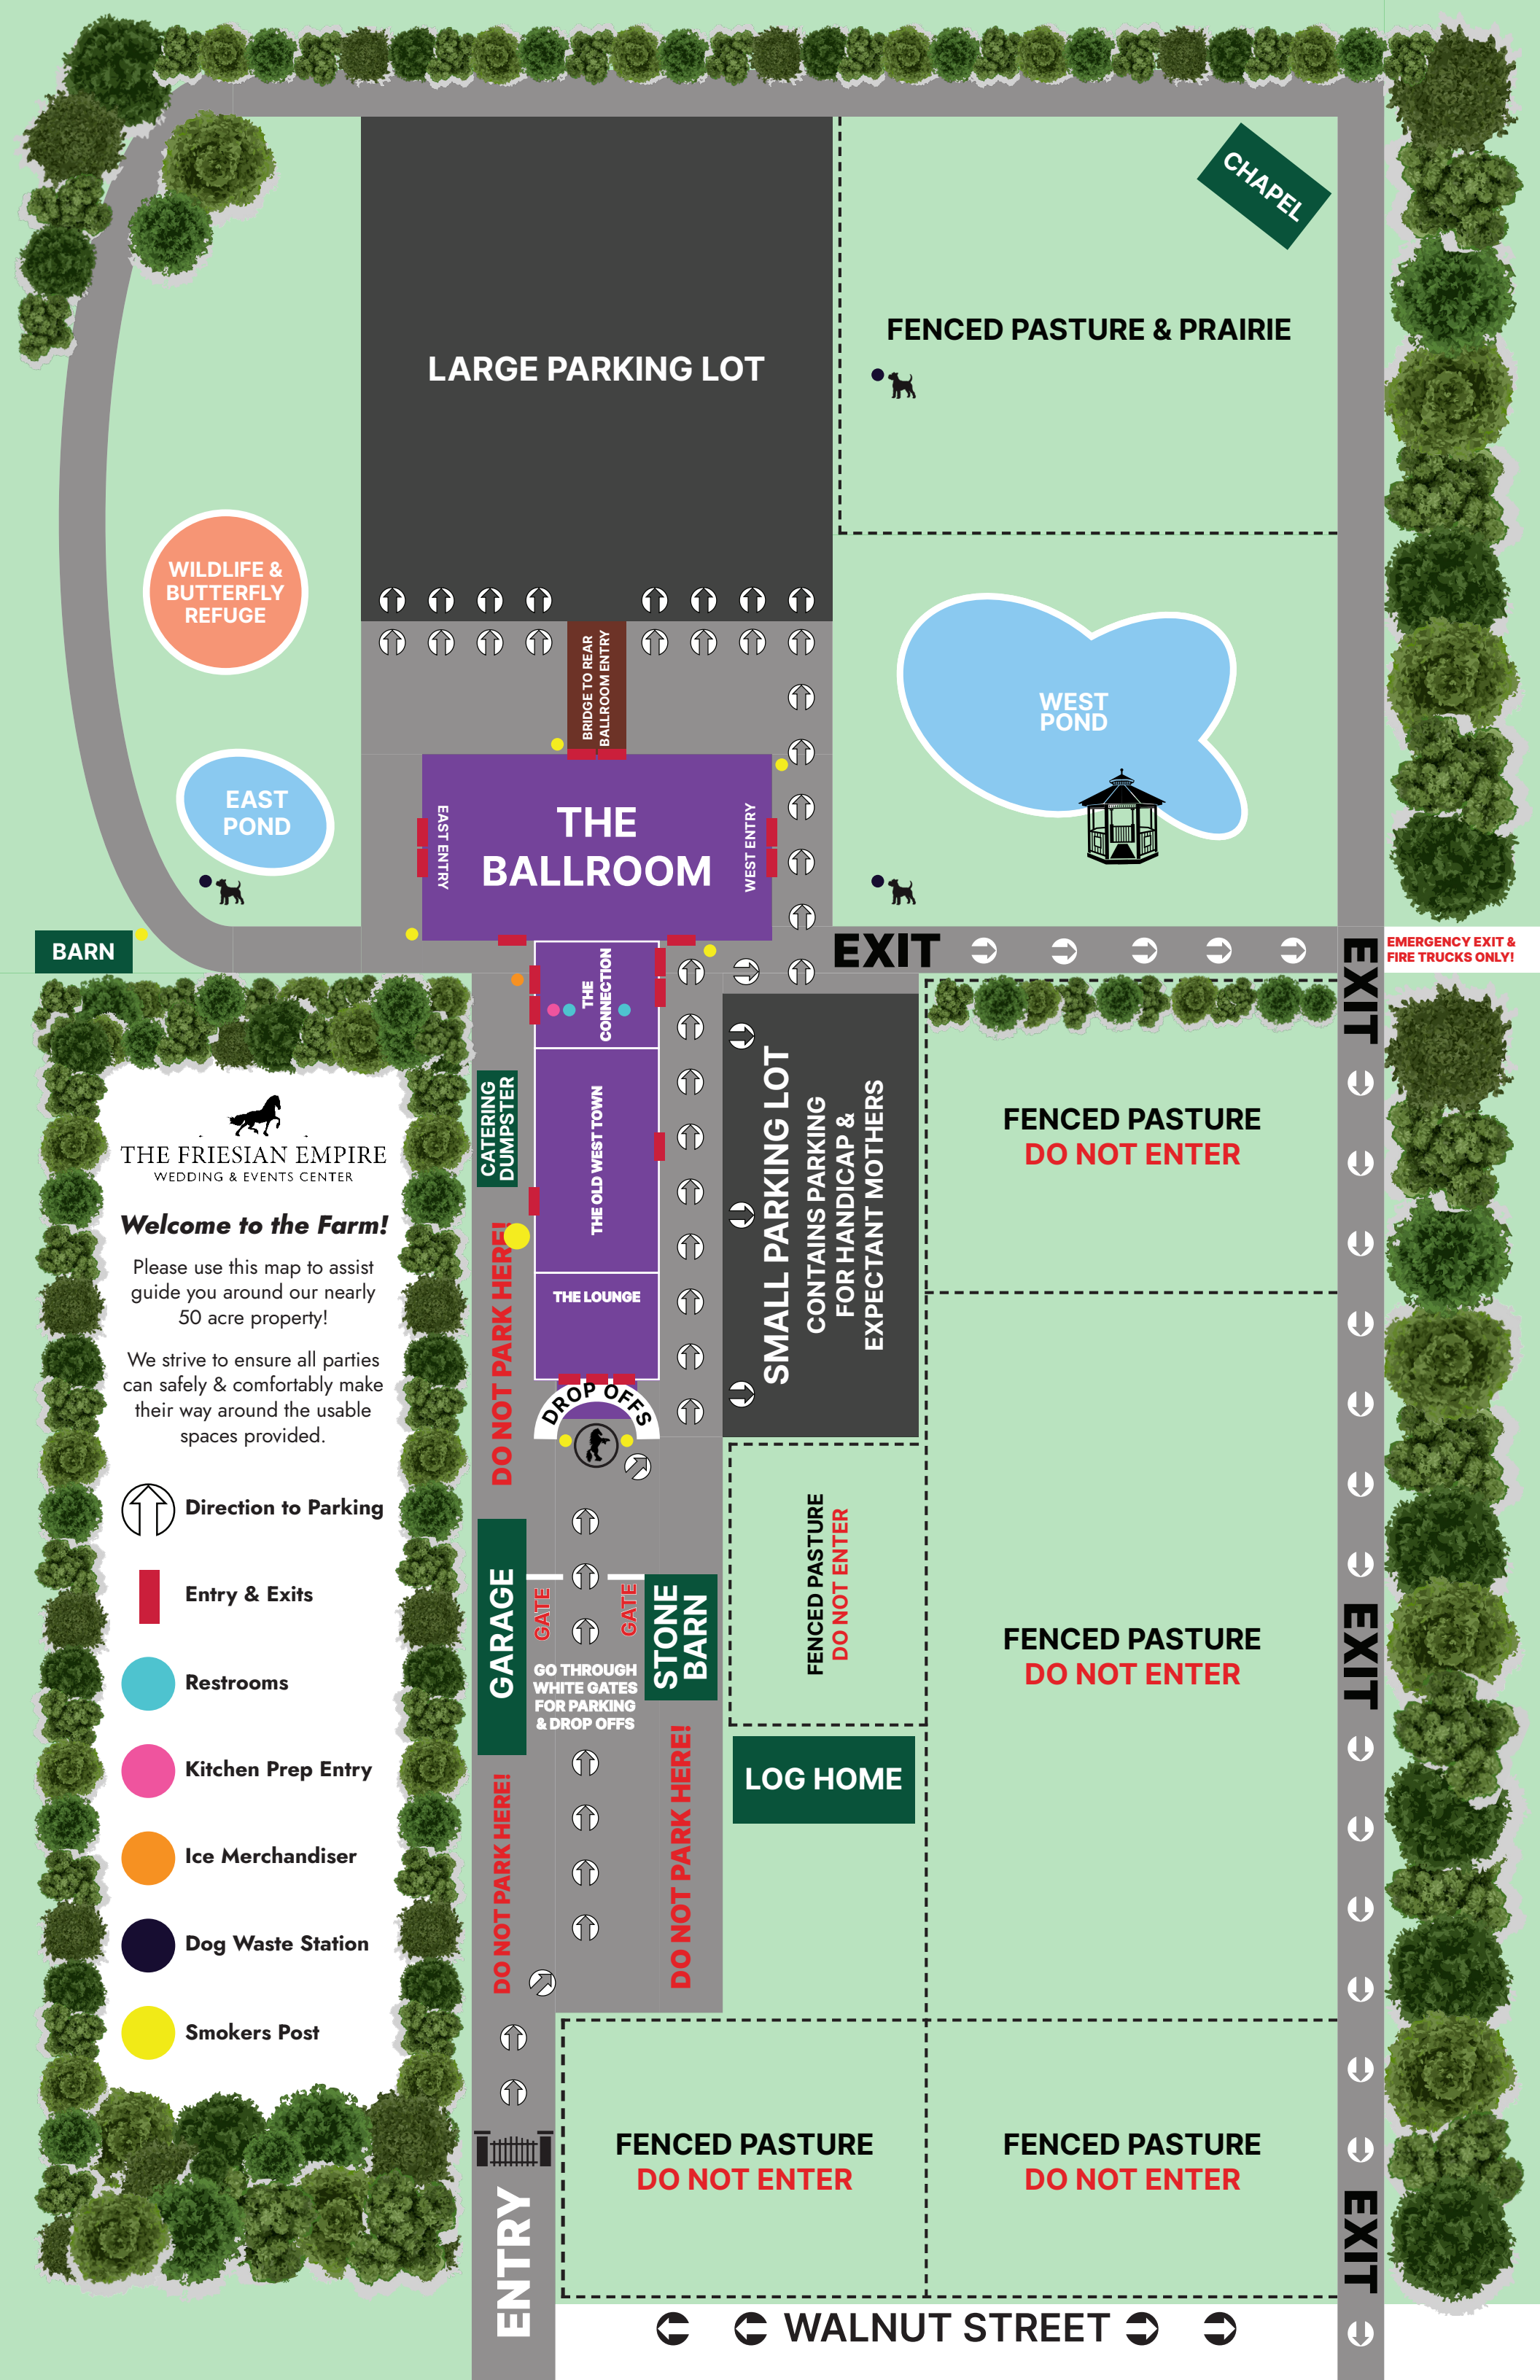 CHAPEL
FENCED PASTURE & PRAIRIE
LARGE PARKING LOT
WILDLIFE &
BUTTERFLY
REFUGE
BRIDGE TO REAR
BALLROOM ENTRY
WEST
POND
EAST
POND
EAST ENTRY
THE
BALLROOM
WEST ENTRY
BARN
EXIT
EXIT
EMERGENCY EXIT &
FIRE TRUCKS ONLY!
THE
CONNECTION
CATERING
DUMPSTER
THE OLD WEST TOWN
SMALL PARKING LOT
CONTAINS PARKING
FOR HANDICAP &
EXPECTANT MOTHERS
FENCED PASTURE
DO NOT ENTER
THE FRIESIAN EMPIRE
WEDDING & EVENTS CENTER
Welcome to the Farm!
Please use this map to assist
guide you around our nearly
50 acre property!
We strive to ensure all parties
can safely & comfortably make
their way around the usable
spaces provided.
Direction to Parking
Entry & Exits
Restrooms
Kitchen Prep Entry
Ice Merchandiser
Dog Waste Station
Smokers Post
DO NOT PARK HERE!
THE LOUNGE
DROP OFFS
GARAGE
GATE
GATE
STONE
BARN
GO THROUGH
WHITE GATES
FOR PARKING
& DROP OFFS
FENCED PASTURE
DO NOT ENTER
FENCED PASTURE
DO NOT ENTER
EXIT
LOG HOME
DO NOT PARK HERE!
DO NOT PARK HERE!
FENCED PASTURE
DO NOT ENTER
FENCED PASTURE
DO NOT ENTER
ENTRY
EXIT
WALNUT STREET